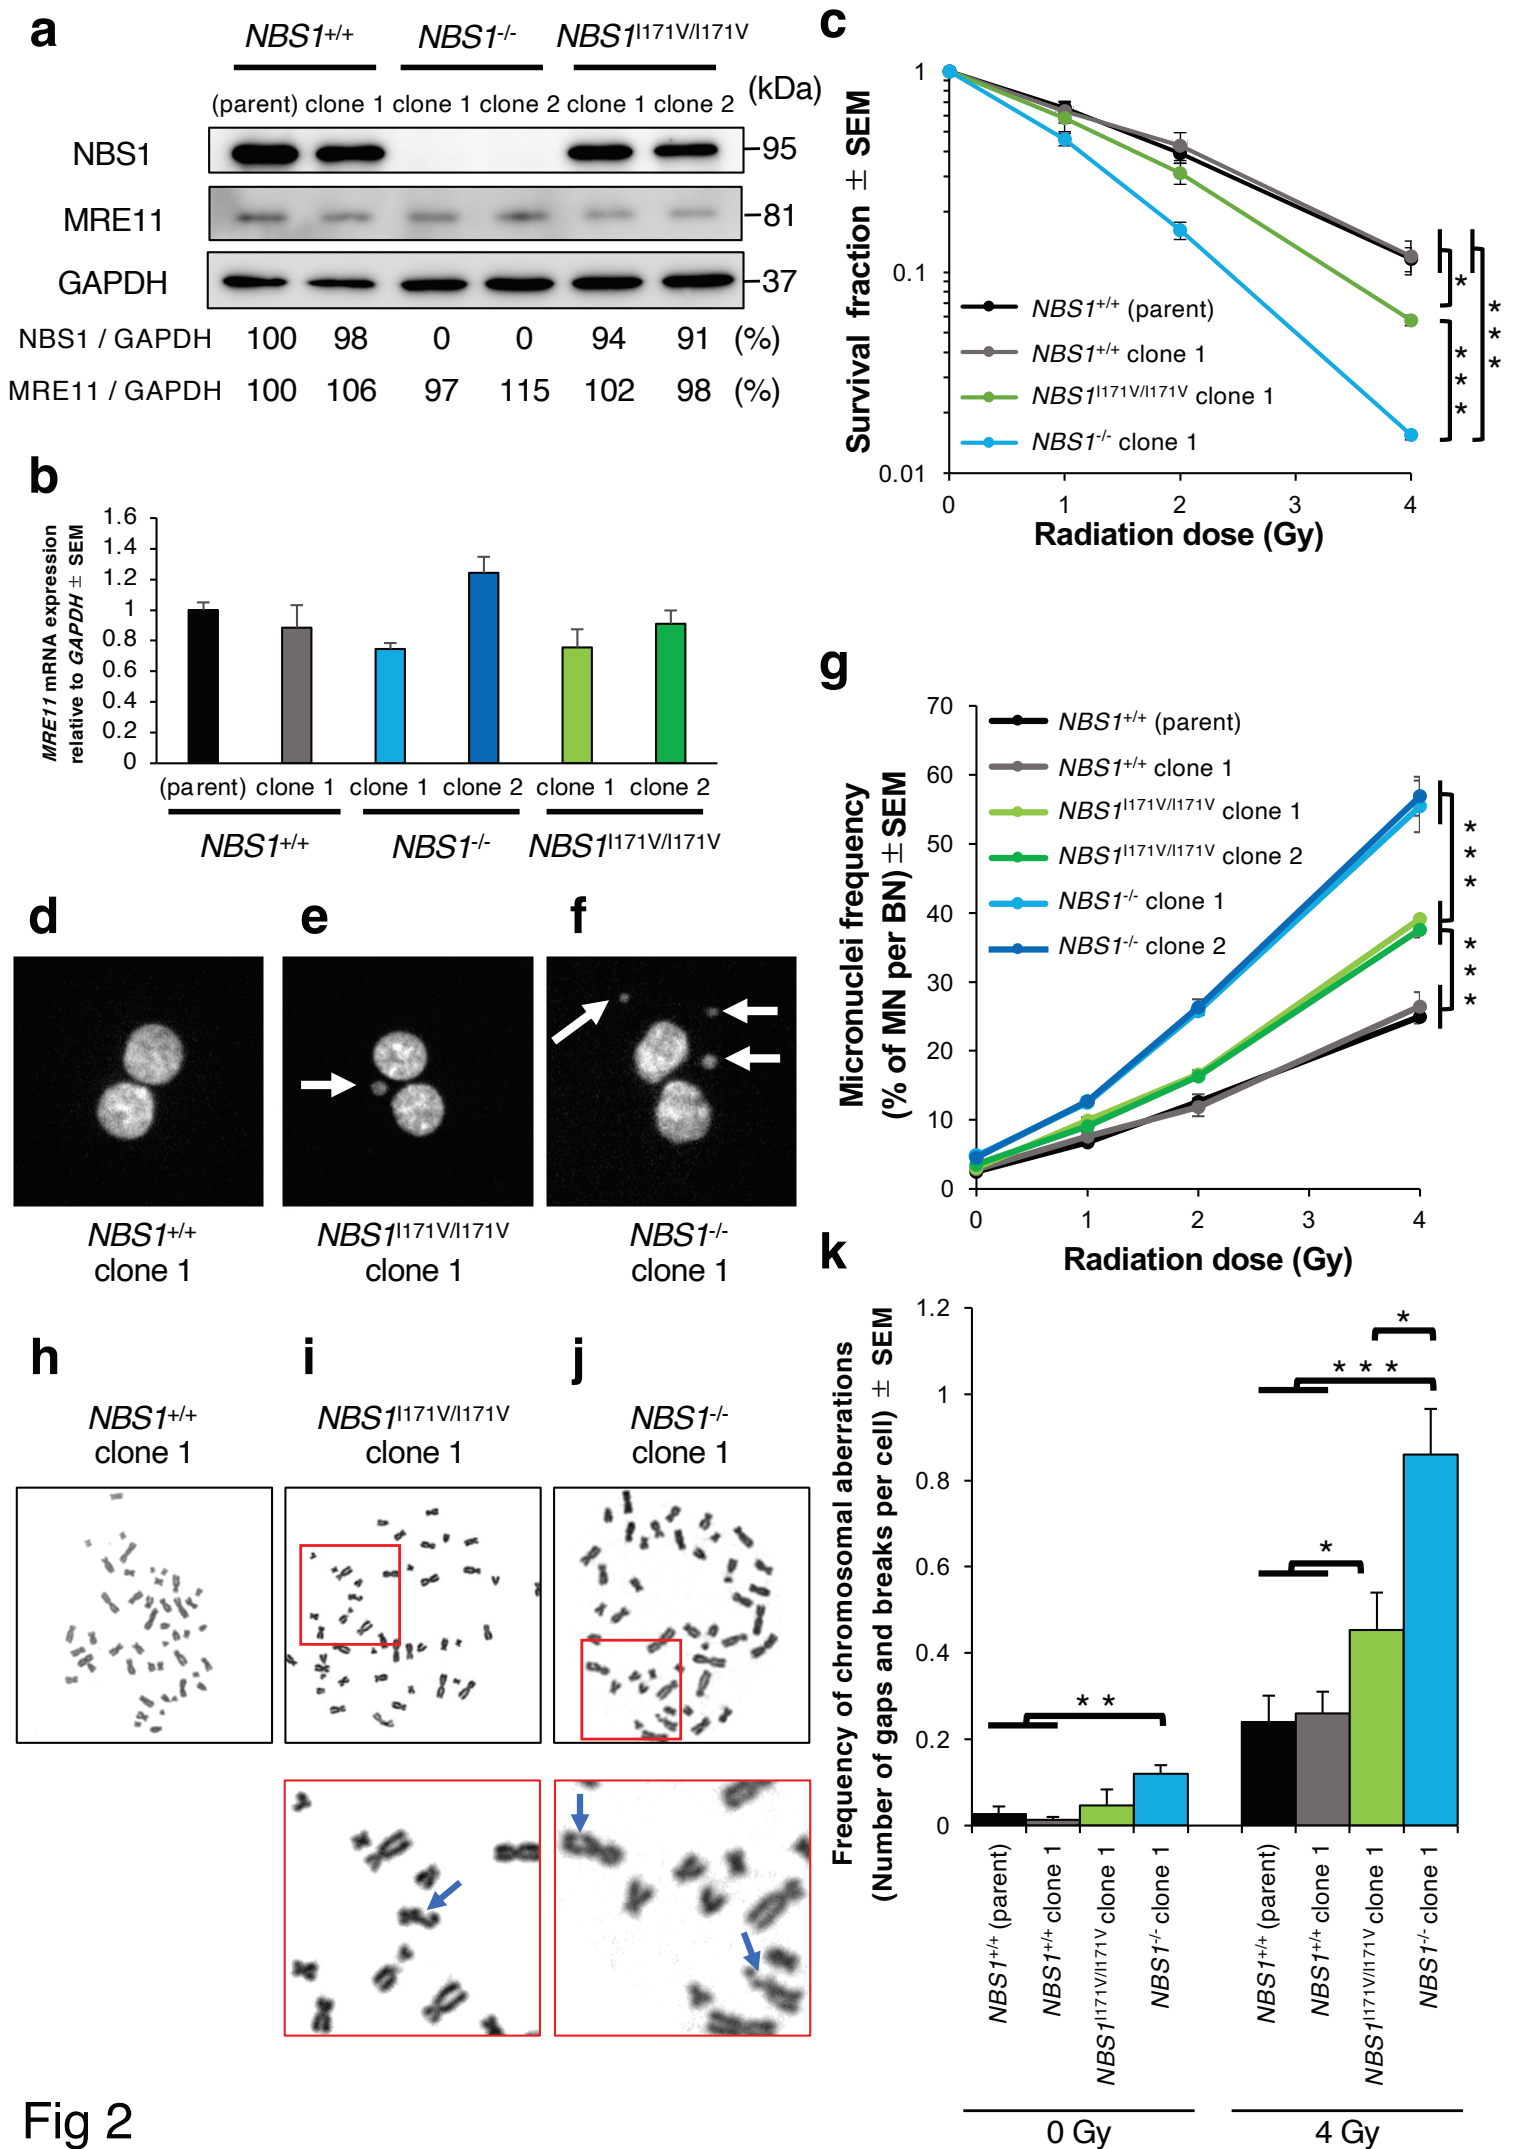 a
NBS1+/+ NBS1-/- NBS1I171V/I171V
(parent) clone 1 clone 1 clone 2 clone 1 clone 2 (kDa)
NBS1 95
MRE11 81
GAPDH 37
NBS1 / GAPDH 100 98 0 0 94 91 (%)
MRE11 / GAPDH 100 106 97 115 102 98 (%)
b
MRE11 mRNA expression
relative to GAPDH ± SEM
1.6
1.4
1.2
1
0.8
0.6
0.4
0.2
0
(parent) clone 1 clone 1 clone 2 clone 1 clone 2
NBS1+/+ NBS1-/- NBS1I171V/I171V
c
Survival fraction ± SEM
1
0.1
0.01
NBS1+/+ (parent)
NBS1+/+ clone 1
NBS1I171V/I171V clone 1
NBS1-/- clone 1
*
* * *
* * *
0 1 2 3 4
Radiation dose (Gy)
d e f
NBS1+/+ NBS1I171V/I171V NBS1-/-
clone 1 clone 1 clone 1
g
Micronuclei frequency
(% of MN per BN) ±SEM
70
60
50
40
30
20
10
0
NBS1+/+ (parent)
NBS1+/+ clone 1
NBS1I171V/I171V clone 1
NBS1I171V/I171V clone 2
NBS1-/- clone 1
NBS1-/- clone 2
* * *
* * *
0 1 2 3 4
Radiation dose (Gy)
h i j
NBS1+/+ NBS1I171V/I171V NBS1-/-
clone 1 clone 1 clone 1
k
Frequency of chromosomal aberrations
(Number of gaps and breaks per cell) ± SEM
1.2
1
0.8
0.6
0.4
0.2
0
* *
*
* * *
*
NBS1+/+ (parent)
NBS1+/+ clone 1
NBS1I171V/I171V clone 1
NBS1-/- clone 1
NBS1+/+ (parent)
NBS1+/+ clone 1
NBS1I171V/I171V clone 1
NBS1-/- clone 1
0 Gy 4 Gy
Fig 2